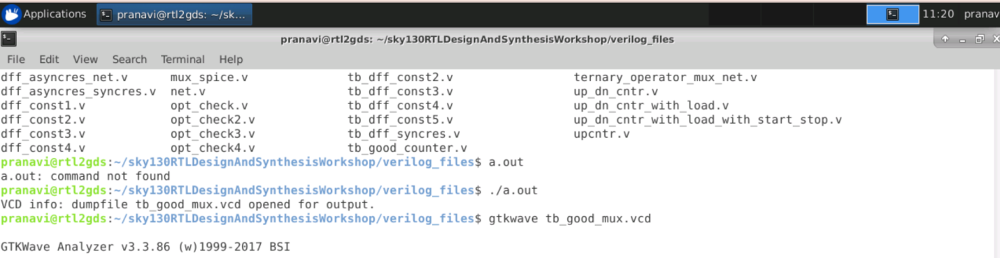 Applications pranavi@rtl2gds: ~/sk... 11:20 pranav
pranavi@rtl2gds: ~/sky130RTLDesignAndSynthesisWorkshop/verilog_files
File Edit View Search Terminal Help
dff_asyncres_net.v mux_spice.v tb_dff_const2.v ternary_operator_mux_net.v
dff_asyncres_syncres.v net.v tb_dff_const3.v up_dn_cntr.v
dff_const1.v opt_check.v tb_dff_const4.v up_dn_cntr_with_load.v
dff_const2.v opt_check2.v tb_dff_const5.v up_dn_cntr_with_load_with_start_stop.v
dff_const3.v opt_check3.v tb_dff_syncres.v upcntr.v
dff_const4.v opt_check4.v tb_good_counter.v
pranavi@rtl2gds:~/sky130RTLDesignAndSynthesisWorkshop/verilog_files$ a.out
a.out: command not found
pranavi@rtl2gds:~/sky130RTLDesignAndSynthesisWorkshop/verilog_files$ ./a.out
VCD info: dumpfile tb_good_mux.vcd opened for output.
pranavi@rtl2gds:~/sky130RTLDesignAndSynthesisWorkshop/verilog_files$ gtkwave tb_good_mux.vcd
GTKWave Analyzer v3.3.86 (w)1999-2017 BSI